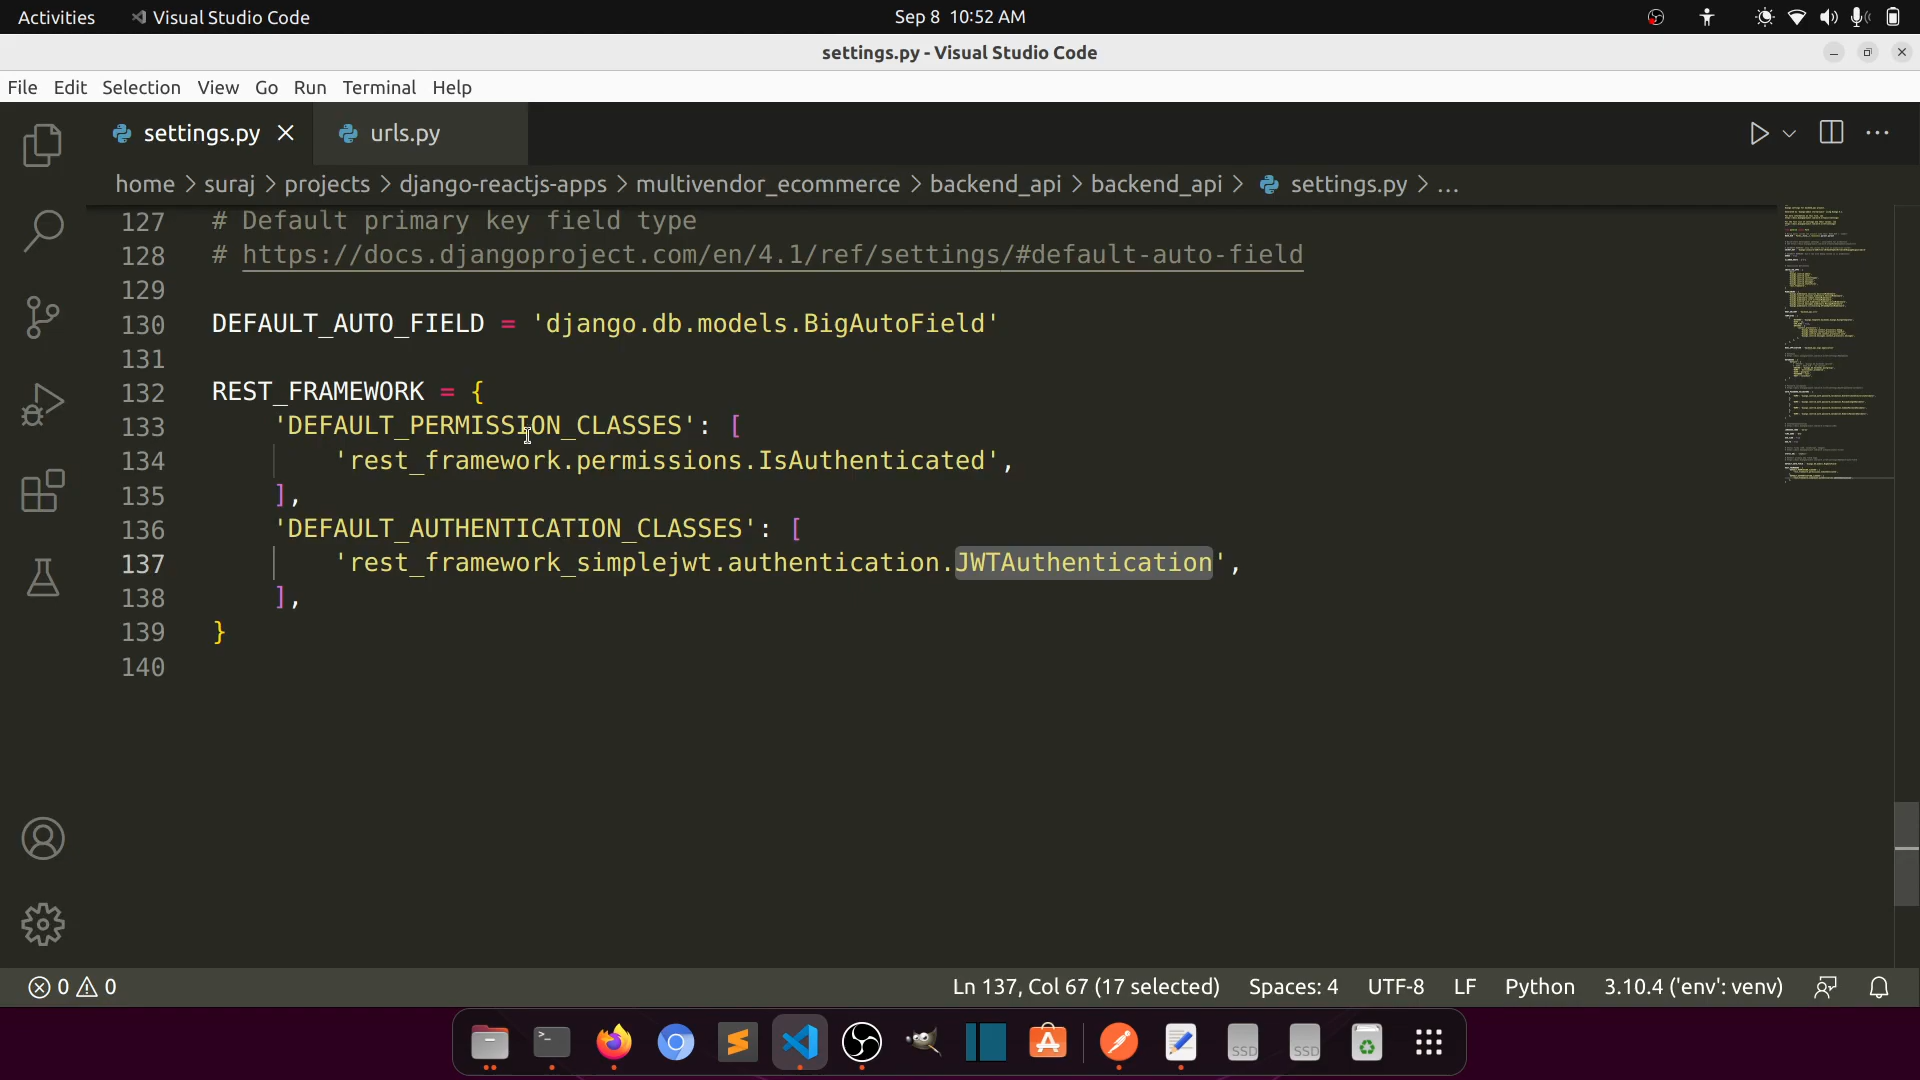 Activities Visual Studio Code Sep 8 10:52 AM
settings.py - Visual Studio Code
File Edit Selection View Go Run Terminal Help
settings.py urls.py
home > suraj > projects > django-reactjs-apps > multivendor_ecommerce > backend_api > backend_api > settings.py > ...
127 # Default primary key field type
128 # https://docs.djangoproject.com/en/4.1/ref/settings/#default-auto-field
129
130 DEFAULT_AUTO_FIELD = 'django.db.models.BigAutoField'
131
132 REST_FRAMEWORK = {
133 'DEFAULT_PERMISSION_CLASSES': [
134 'rest_framework.permissions.IsAuthenticated',
135 ],
136 'DEFAULT_AUTHENTICATION_CLASSES': [
137 'rest_framework_simplejwt.authentication.JWTAuthentication',
138 ],
139 }
140
0 0 Ln 137, Col 67 (17 selected) Spaces: 4 UTF-8 LF Python 3.10.4 ('env': venv)
SSD SSD